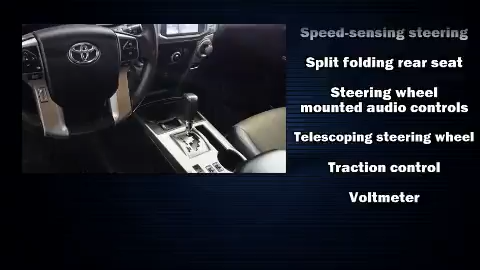 Speed-sensing steering
Split folding rear seat
Steering wheel
mounted audio controls
Telescoping steering wheel
Traction control
Voltmeter